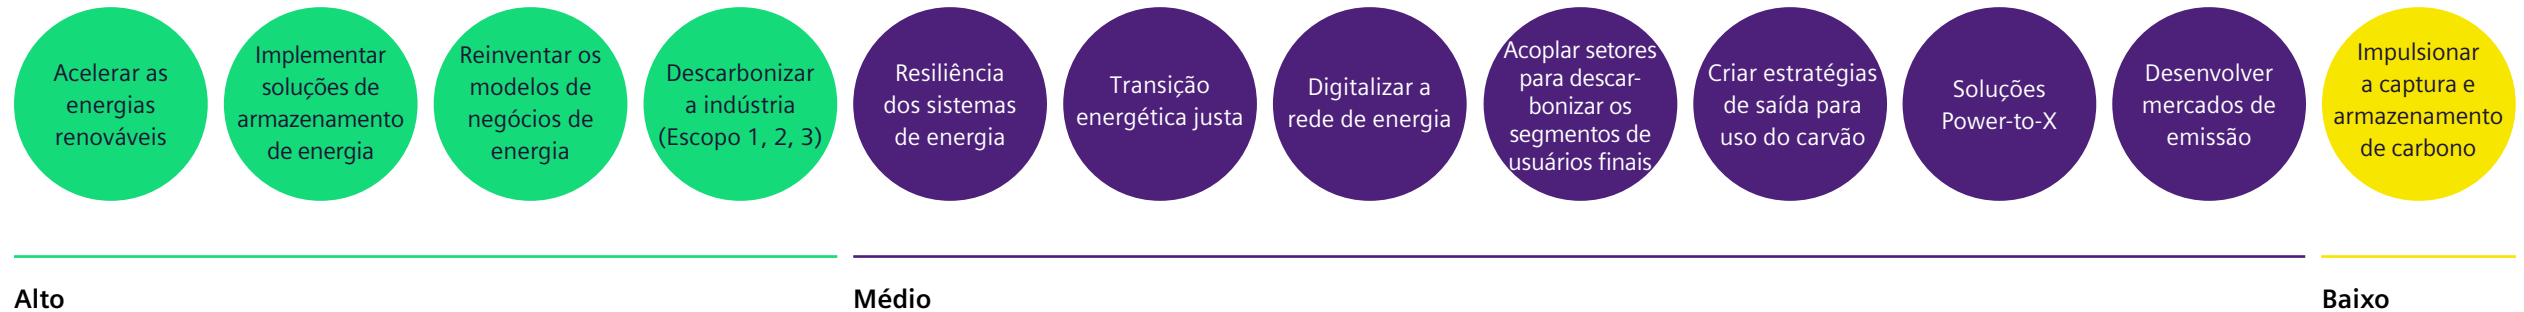 Acelerar as
energias
renováveis
Implementar
soluções de
armazenamento
de energia
Reinventar os
modelos de
negócios de
energia
Descarbonizar
a indústria
(Escopo 1, 2, 3)
Resiliência
dos sistemas
de energia
Transição
energética justa
Digitalizar a
rede de energia
Acoplar setores
para descar-
bonizar os
segmentos de
usuários finais
Criar estratégias
de saída para
uso do carvão
Soluções
Power-to-X
Desenvolver
mercados de
emissão
Impulsionar
a captura e
armazenamento
de carbono
Alto
Médio
Baixo